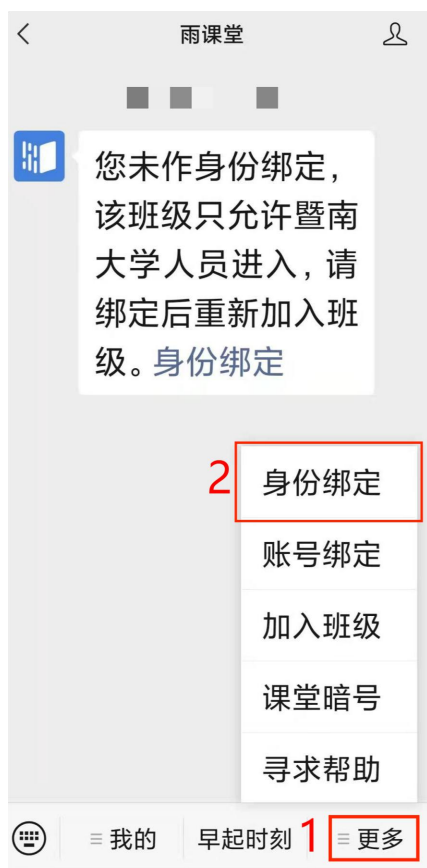 雨课堂
您未作身份绑定，
该班级只允许暨南
大学人员进入，请
绑定后重新加入班
级。身份绑定
2
身份绑定
账号绑定
加入班级
课堂暗号
寻求帮助
我的
早起时刻
1
更多